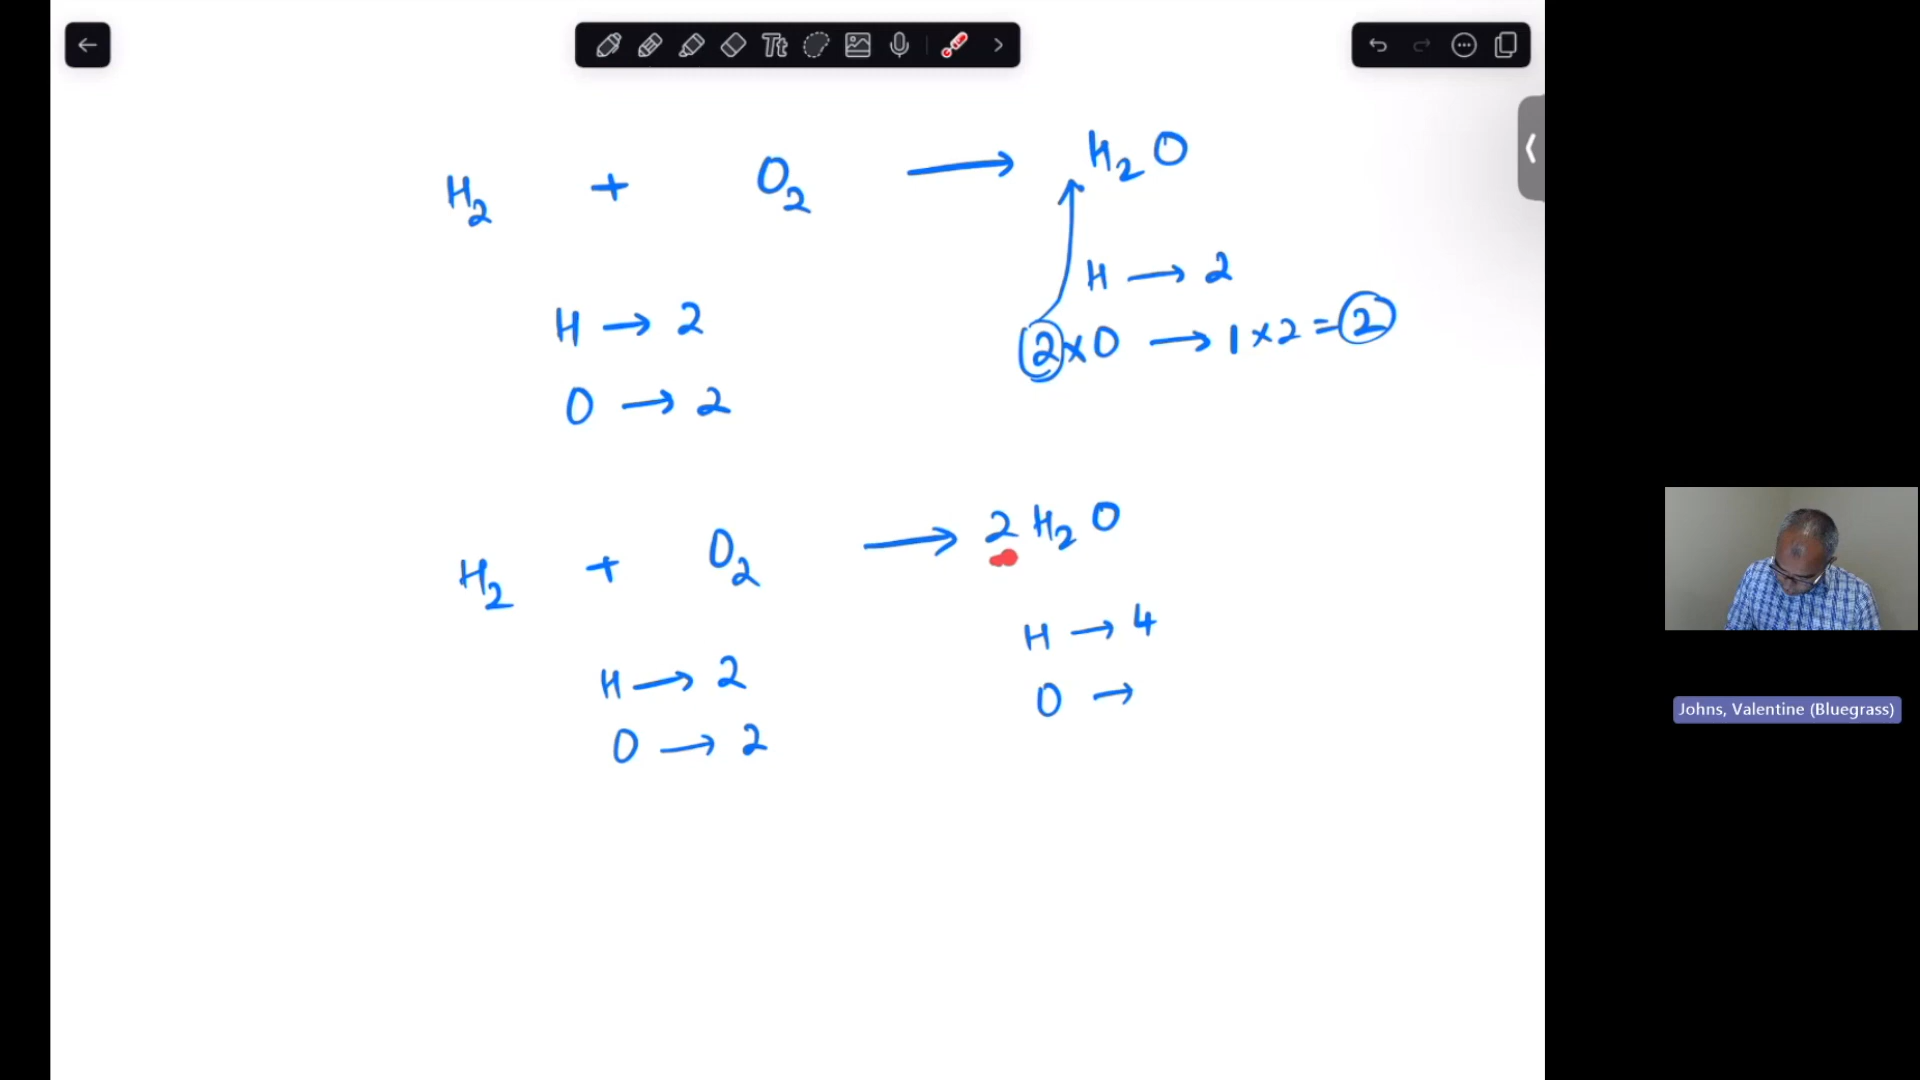 Tt
H₂ + O₂ → H₂O
H → 2
O → 2
H → 2
2 × O → 1 × 2 = 2
H₂ + O₂ → 2 H₂O
H → 2
O → 2
H → 4
O →
Johns, Valentine (Bluegrass)